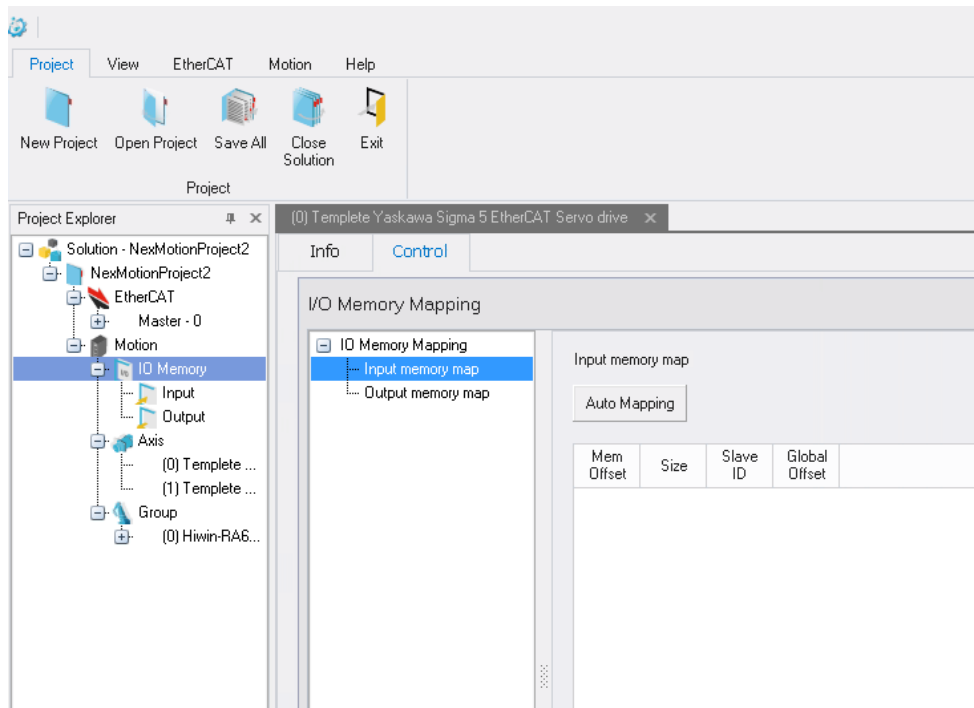 Project View EtherCAT Motion Help
New Project Open Project Save All Close Solution Exit
Project
Project Explorer
Solution - NexMotionProject2
NexMotionProject2
EtherCAT
Master - 0
Motion
IO Memory
Input
Output
Axis
(0) Templete ...
(1) Templete ...
Group
(0) Hiwin-RA6...
(0) Templete Yaskawa Sigma 5 EtherCAT Servo drive
Info Control
I/O Memory Mapping
IO Memory Mapping
Input memory map
Output memory map
Input memory map
Auto Mapping
Mem Offset Size Slave ID Global Offset